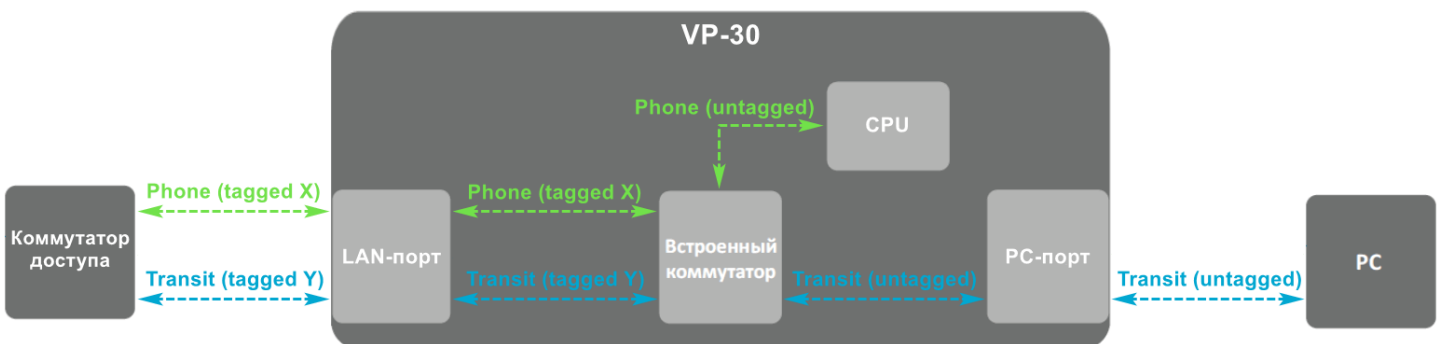 VP-30
Phone (untagged)
CPU
Phone (tagged X)
Phone (tagged X)
Коммутатор
доступа
LAN-порт
Встроенный
коммутатор
PC-порт
PC
Transit (tagged Y)
Transit (tagged Y)
Transit (untagged)
Transit (untagged)